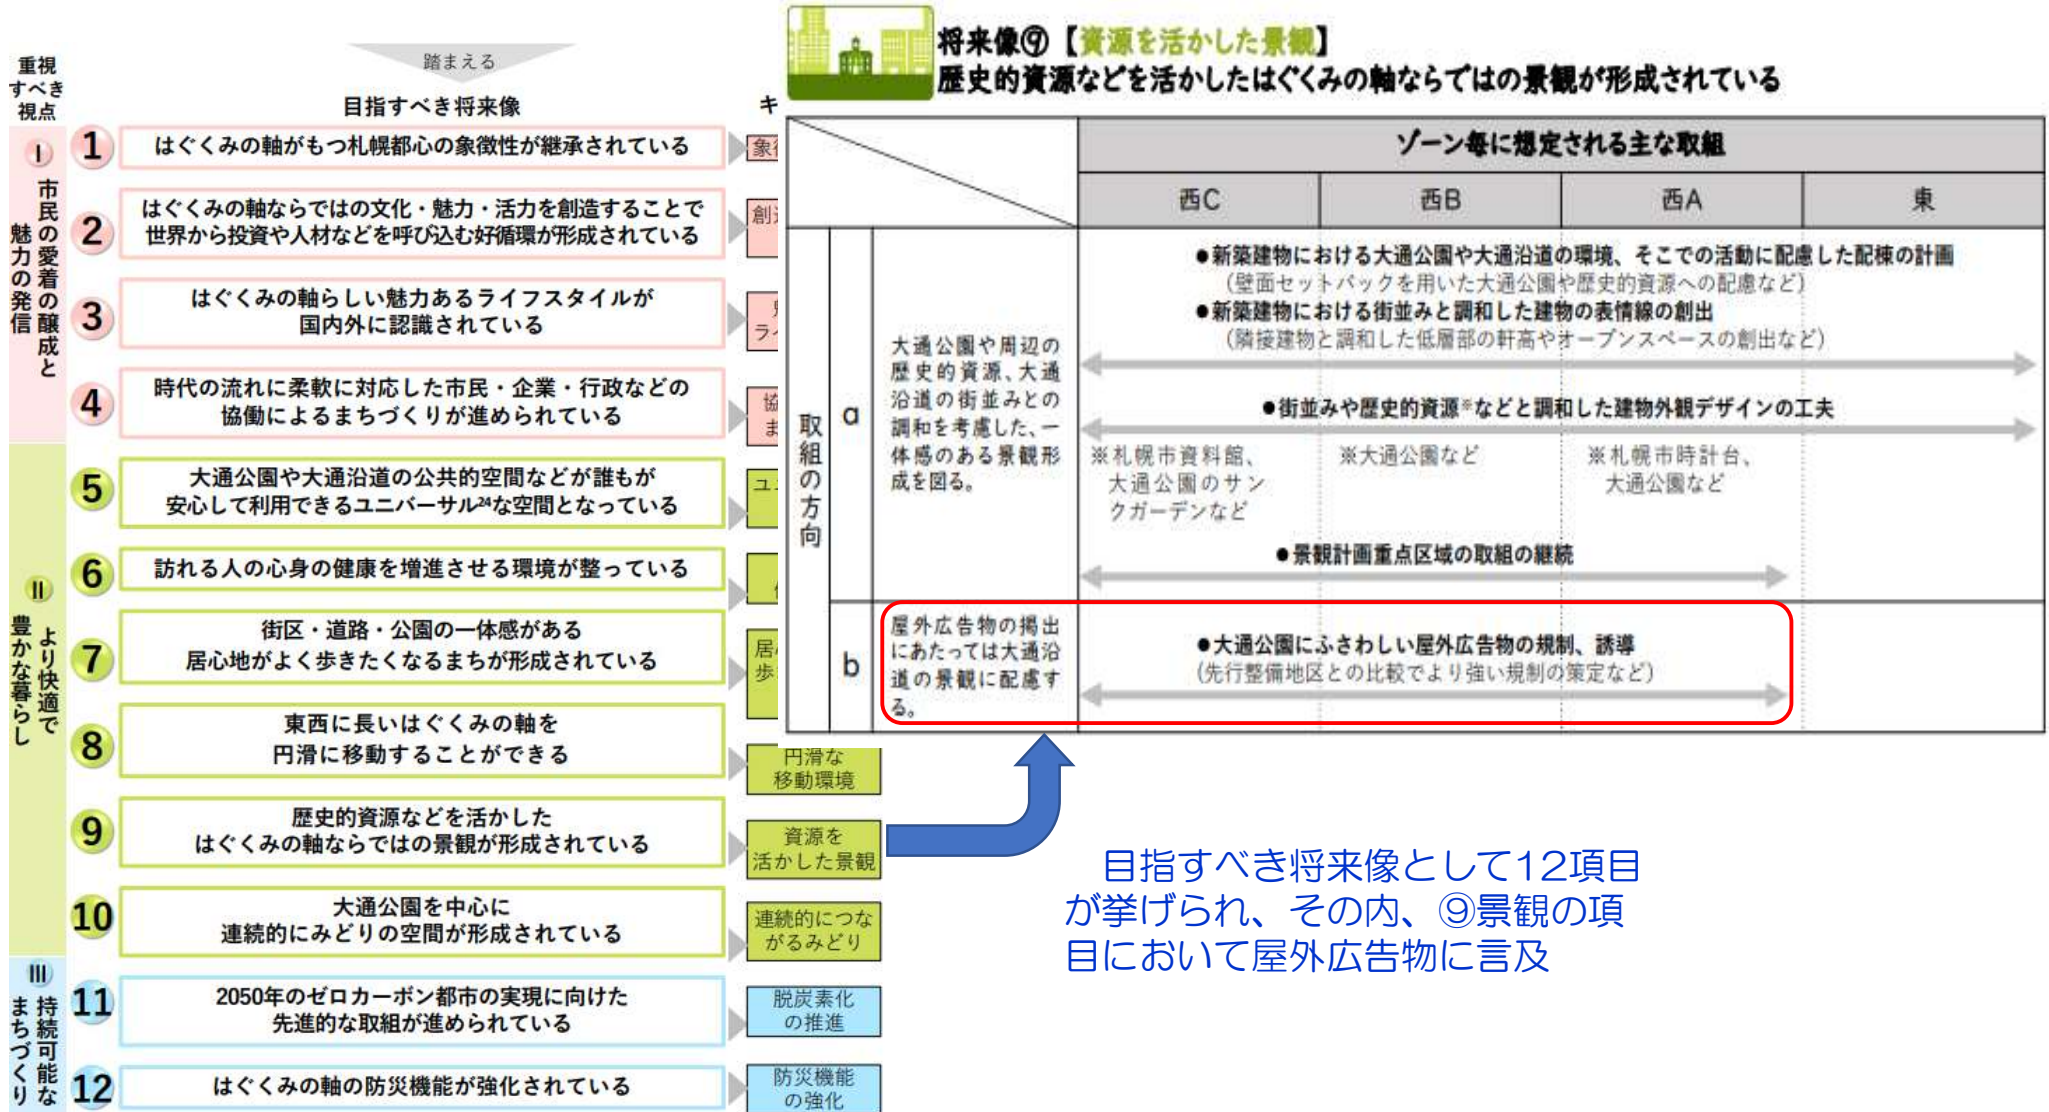 踏まえる
重視
すべき
視点
目指すべき将来像
キ
Ⅰ
市民の愛着の醸成と
魅力の発信
1
はぐくみの軸がもつ札幌都心の象徴性が継承されている
象
2
はぐくみの軸ならではの文化・魅力・活力を創造することで
世界から投資や人材などを呼び込む好循環が形成されている
創
3
はぐくみの軸らしい魅力あるライフスタイルが
国内外に認識されている
ラ
4
時代の流れに柔軟に対応した市民・企業・行政などの
協働によるまちづくりが進められている
協
ま
Ⅱ
より快適で
豊かな暮らし
5
大通公園や大通沿道の公共的空間などが誰もが
安心して利用できるユニバーサル24な空間となっている
ユ
6
訪れる人の心身の健康を増進させる環境が整っている
7
街区・道路・公園の一体感がある
居心地がよく歩きたくなるまちが形成されている
居
歩
8
東西に長いはぐくみの軸を
円滑に移動することができる
円滑な
移動環境
9
歴史的資源などを活かした
はぐくみの軸ならではの景観が形成されている
資源を
活かした景観
10
大通公園を中心に
連続的にみどりの空間が形成されている
連続的につな
がるみどり
Ⅲ
持続可能な
まちづくり
11
2050年のゼロカーボン都市の実現に向けた
先進的な取組が進められている
脱炭素化
の推進
12
はぐくみの軸の防災機能が強化されている
防災機能
の強化
将来像⑨【資源を活かした景観】
歴史的資源などを活かしたはぐくみの軸ならではの景観が形成されている
ゾーン毎に想定される主な取組
西C 西B 西A 東
取組の方向
a
大通公園や周辺の
歴史的資源、大通
沿道の街並みとの
調和を考慮した、一
体感のある景観形
成を図る。
●新築建物における大通公園や大通沿道の環境、そこでの活動に配慮した配棟の計画
（壁面セットバックを用いた大通公園や歴史的資源への配慮など）
●新築建物における街並みと調和した建物の表情線の創出
（隣接建物と調和した低層部の軒高やオープンスペースの創出など）
●街並みや歴史的資源※などと調和した建物外観デザインの工夫
※札幌市資料館、
大通公園のサン
クガーデンなど
※大通公園など
※札幌市時計台、
大通公園など
●景観計画重点区域の取組の継続
b
屋外広告物の掲出
にあたっては大通沿
道の景観に配慮す
る。
●大通公園にふさわしい屋外広告物の規制、誘導
（先行整備地区との比較でより強い規制の策定など）
目指すべき将来像として12項目
が挙げられ、その内、⑨景観の項
目において屋外広告物に言及